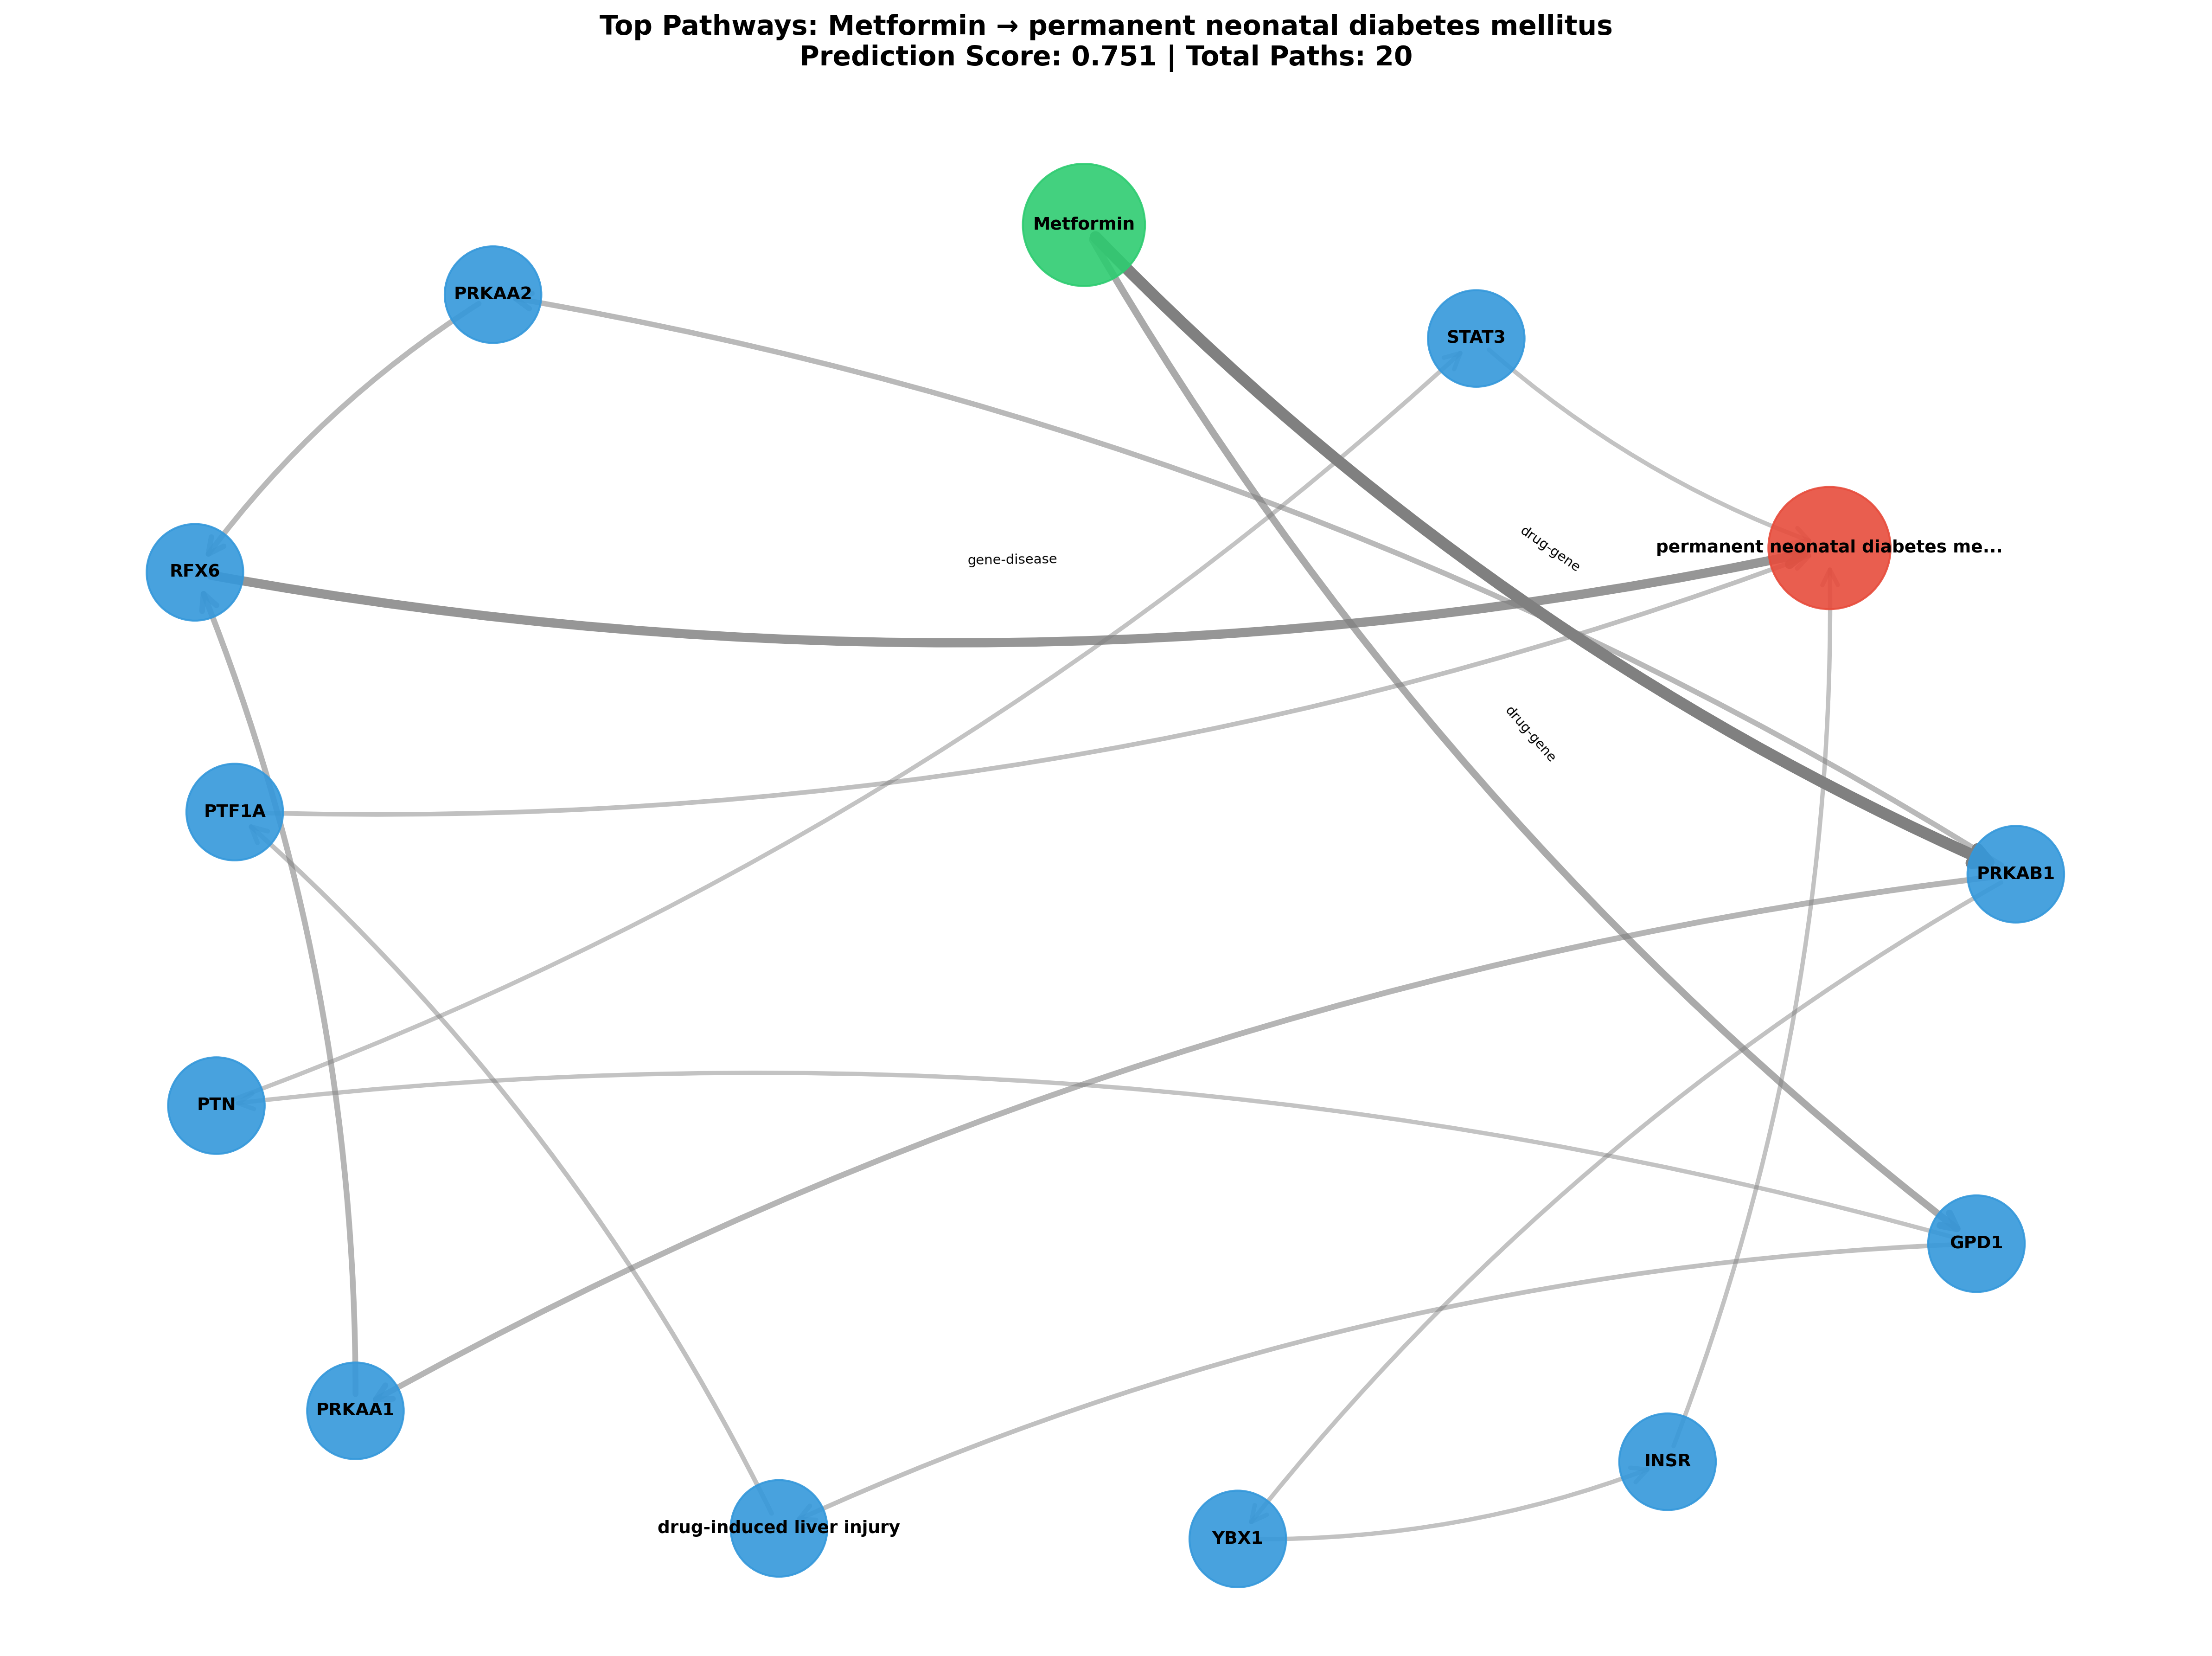 Top Pathways: Metformin → permanent neonatal diabetes mellitus
Prediction Score: 0.751 | Total Paths: 20
Metformin
PRKAA2
STAT3
drug-gene
permanent neonatal diabetes me...
gene-disease
RFX6
drug-gene
PTF1A
PRKAB1
PTN
GPD1
PRKAA1
INSR
drug-induced liver injury
YBX1